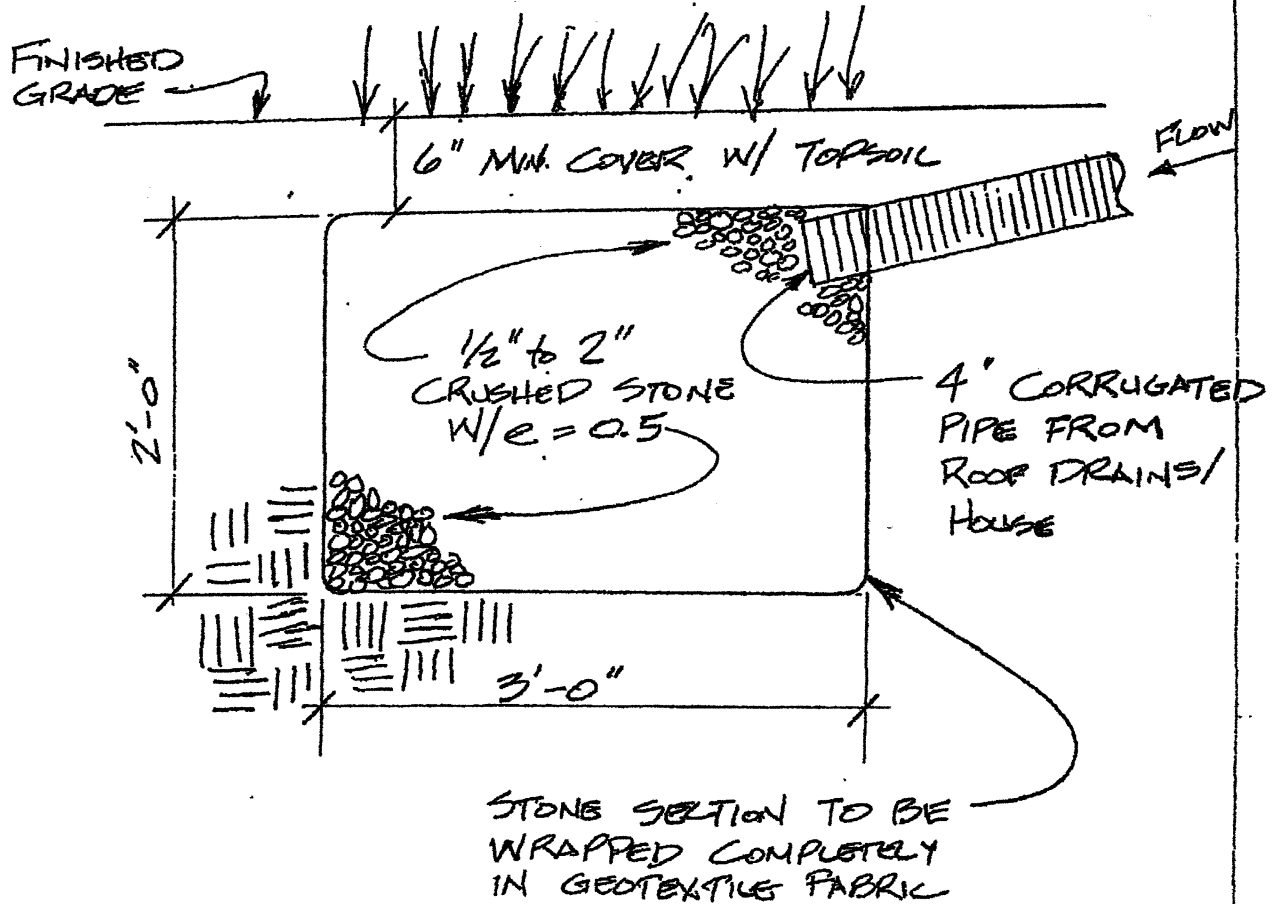 FINISHED
GRADE
6" MIN. COVER W/ TOPSOIL
FLOW
2'-0"
1/2" to 2"
CRUSHED STONE
W/e = 0.5
4" CORRUGATED
PIPE FROM
ROOF DRAINS/
HOUSE
3'-0"
STONE SECTION TO BE
WRAPPED COMPLETELY
IN GEOTEXTILE FABRIC